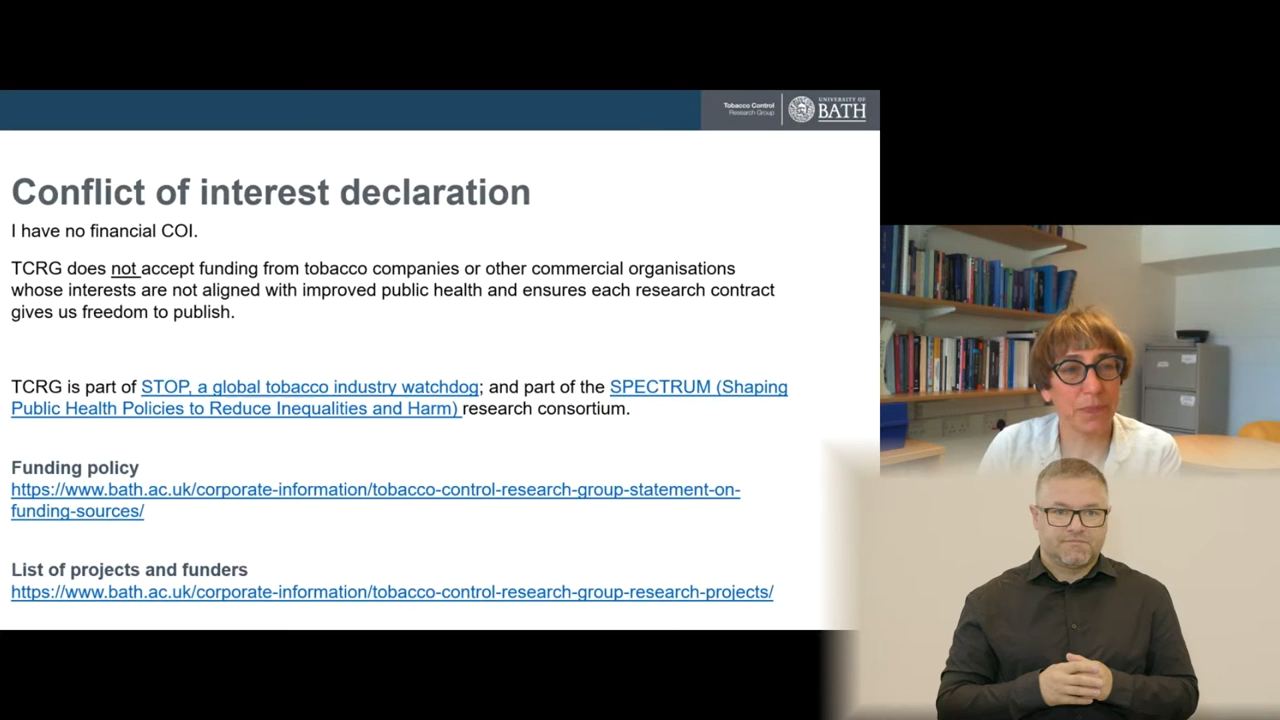 Tobacco Control
Research Group
UNIVERSITY OF
BATH
Conflict of interest declaration
I have no financial COI.
TCRG does not accept funding from tobacco companies or other commercial organisations
whose interests are not aligned with improved public health and ensures each research contract
gives us freedom to publish.
TCRG is part of STOP, a global tobacco industry watchdog; and part of the SPECTRUM (Shaping
Public Health Policies to Reduce Inequalities and Harm) research consortium.
Funding policy
https://www.bath.ac.uk/corporate-information/tobacco-control-research-group-statement-on-
funding-sources/
List of projects and funders
https://www.bath.ac.uk/corporate-information/tobacco-control-research-group-research-projects/